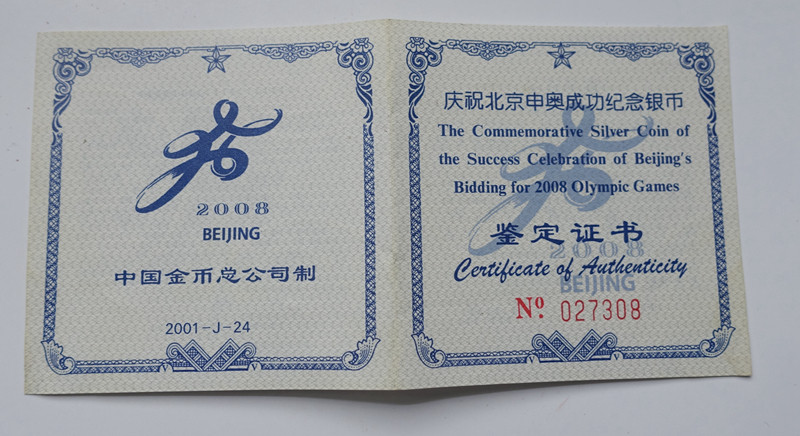 2008
BEIJING
中国金币总公司制
2001-J-24
庆祝北京申奥成功纪念银币
The Commemorative Silver Coin of
the Success Celebration of Beijing's
Bidding for 2008 Olympic Games
鉴定证书
2008
Certificate of Authenticity
BEIJING
Nº 027308